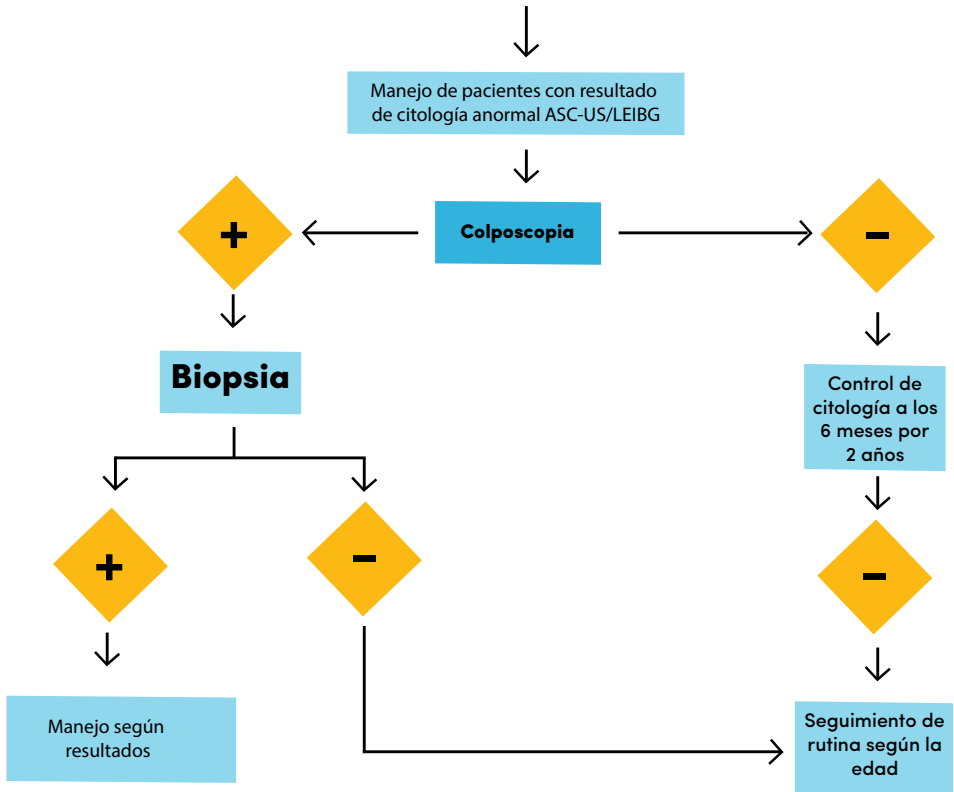 Manejo de pacientes con resultado
de citología anormal ASC-US/LEIBG
Colposcopia
+
−
Biopsia
Control de
citología a los
6 meses por
2 años
+
−
−
Manejo según
resultados
Seguimiento de
rutina según la
edad